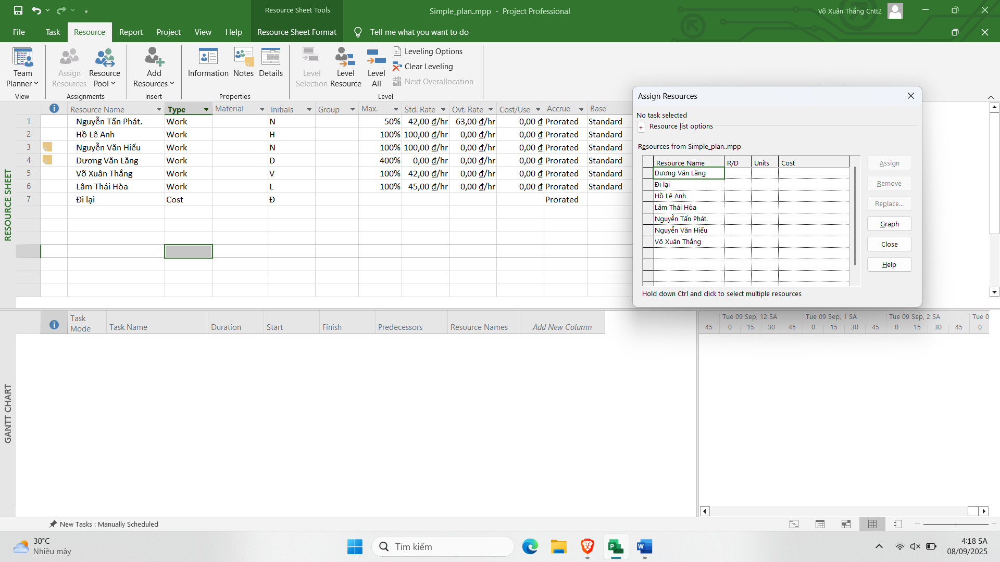 Resource Sheet Tools
Simple_plan..mpp - Project Professional
Võ Xuân Thắng Cntt2
File Task Resource Report Project View Help Resource Sheet Format Tell me what you want to do
Team Planner
View
Assign Resources
Resource Pool
Assignments
Add Resources
Insert
Information
Notes
Details
Properties
Level Selection
Level Resource
Level All
Leveling Options
Clear Leveling
Next Overallocation
Level
RESOURCE SHEET
Resource Name Type Material Initials Group Max. Std. Rate Ovt. Rate Cost/Use Accrue Base
1 Nguyễn Tấn Phát. Work N 50% 42,00 ₫/hr 63,00 ₫/hr 0,00 ₫ Prorated Standard
2 Hồ Lê Anh Work H 100% 100,00 ₫/hr 0,00 ₫/hr 0,00 ₫ Prorated Standard
3 Nguyễn Văn Hiếu Work N 100% 100,00 ₫/hr 0,00 ₫/hr 0,00 ₫ Prorated Standard
4 Dương Văn Lăng Work D 400% 0,00 ₫/hr 0,00 ₫/hr 0,00 ₫ Prorated Standard
5 Võ Xuân Thắng Work V 100% 42,00 ₫/hr 0,00 ₫/hr 0,00 ₫ Prorated Standard
6 Lâm Thái Hòa Work L 100% 45,00 ₫/hr 0,00 ₫/hr 0,00 ₫ Prorated Standard
7 Đi lại Cost Đ Prorated
Assign Resources
No task selected
+ Resource list options
Resources from Simple_plan..mpp
Resource Name R/D Units Cost
Dương Văn Lăng
Đi lại
Hồ Lê Anh
Lâm Thái Hòa
Nguyễn Tấn Phát.
Nguyễn Văn Hiếu
Võ Xuân Thắng
Assign
Remove
Replace...
Graph
Close
Help
Hold down Ctrl and click to select multiple resources
GANTT CHART
Task Mode Task Name Duration Start Finish Predecessors Resource Names Add New Column
Tue 09 Sep, 12 SA Tue 09 Sep, 1 SA Tue 09 Sep, 2 SA Tue 0
45 0 15 30 45 0 15 30 45 0 15 30 45 0
New Tasks : Manually Scheduled
30°C
Nhiều mây
Tìm kiếm
4:18 SA
08/09/2025